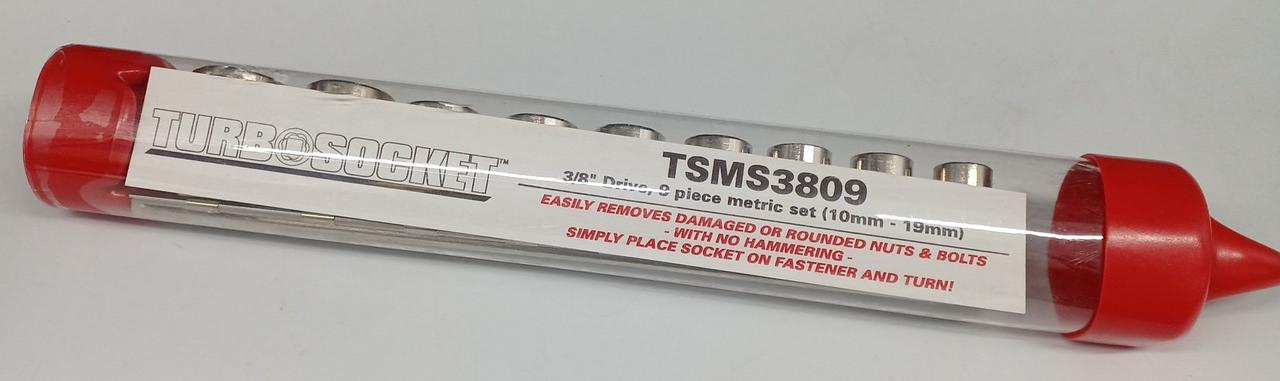 TURBOSOCKET™
TSMS3809
3/8" Drive, 9 piece metric set (10mm - 19mm)
EASILY REMOVES DAMAGED OR ROUNDED NUTS & BOLTS
- WITH NO HAMMERING -
SIMPLY PLACE SOCKET ON FASTENER AND TURN!